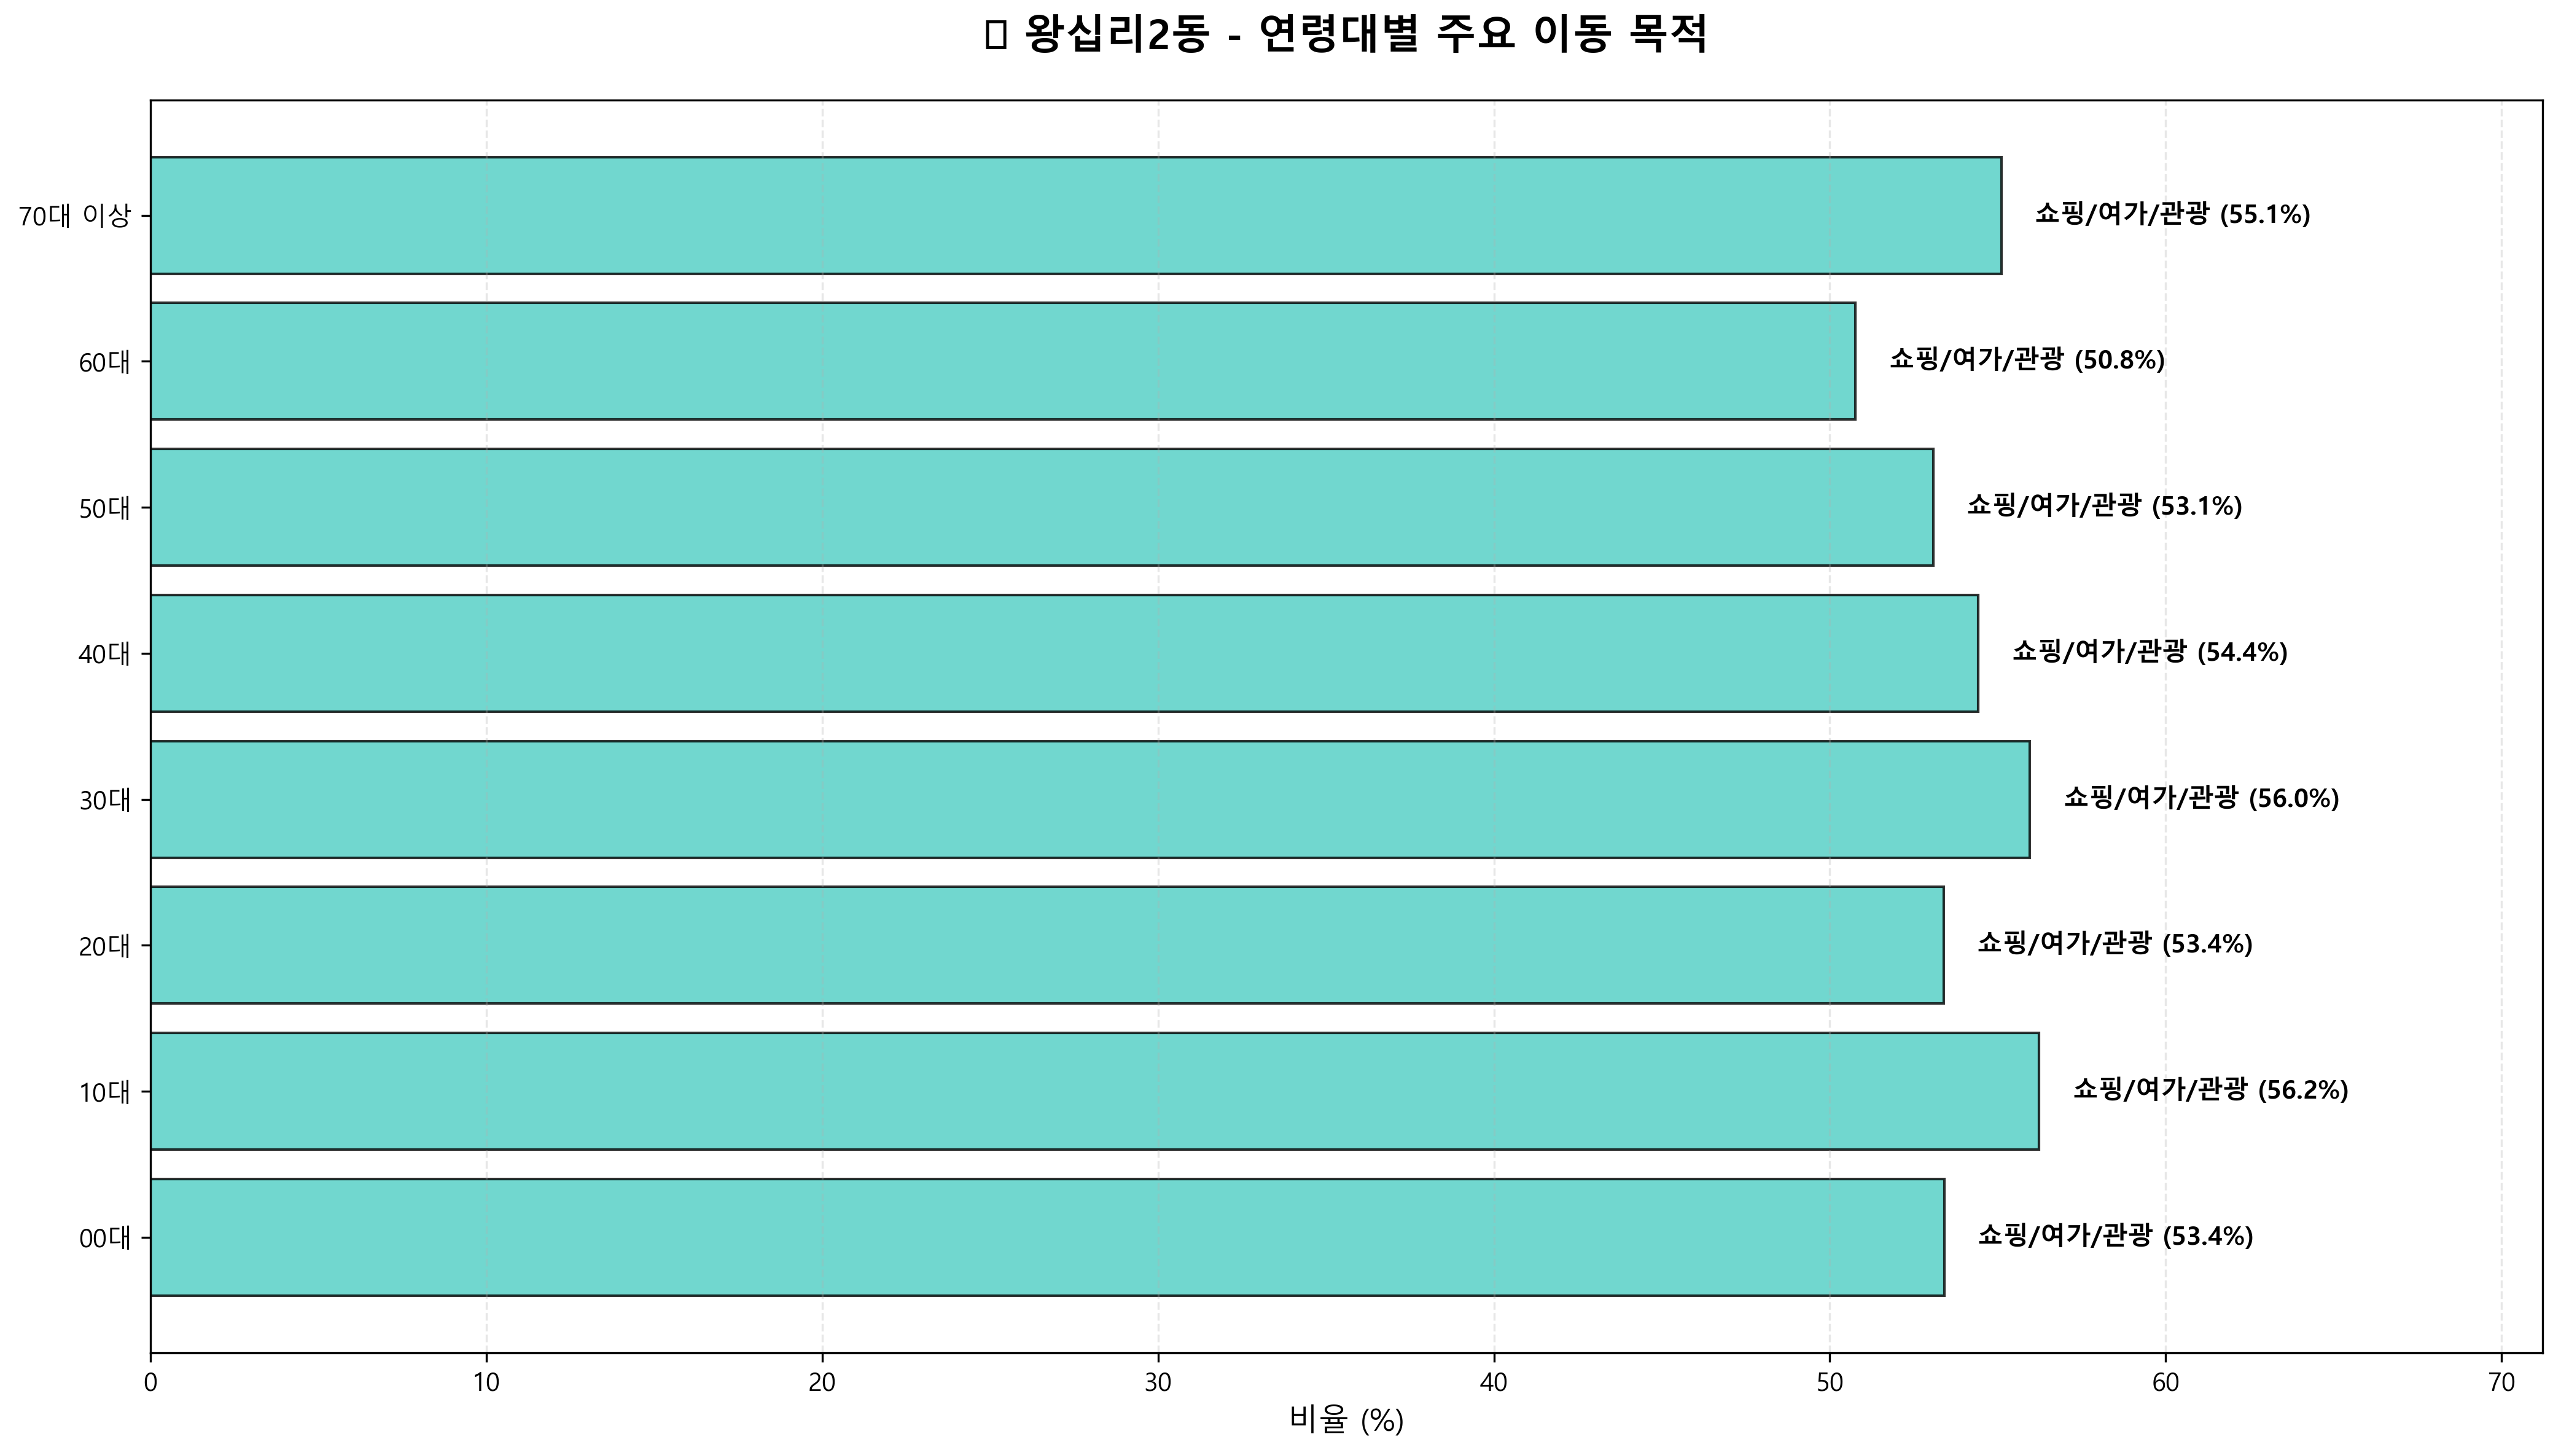 왕십리2동 - 연령대별 주요 이동 목적
70대 이상 쇼핑/여가/관광 (55.1%)
60대 쇼핑/여가/관광 (50.8%)
50대 쇼핑/여가/관광 (53.1%)
40대 쇼핑/여가/관광 (54.4%)
30대 쇼핑/여가/관광 (56.0%)
20대 쇼핑/여가/관광 (53.4%)
10대 쇼핑/여가/관광 (56.2%)
00대 쇼핑/여가/관광 (53.4%)
0 10 20 30 40 50 60 70
비율 (%)